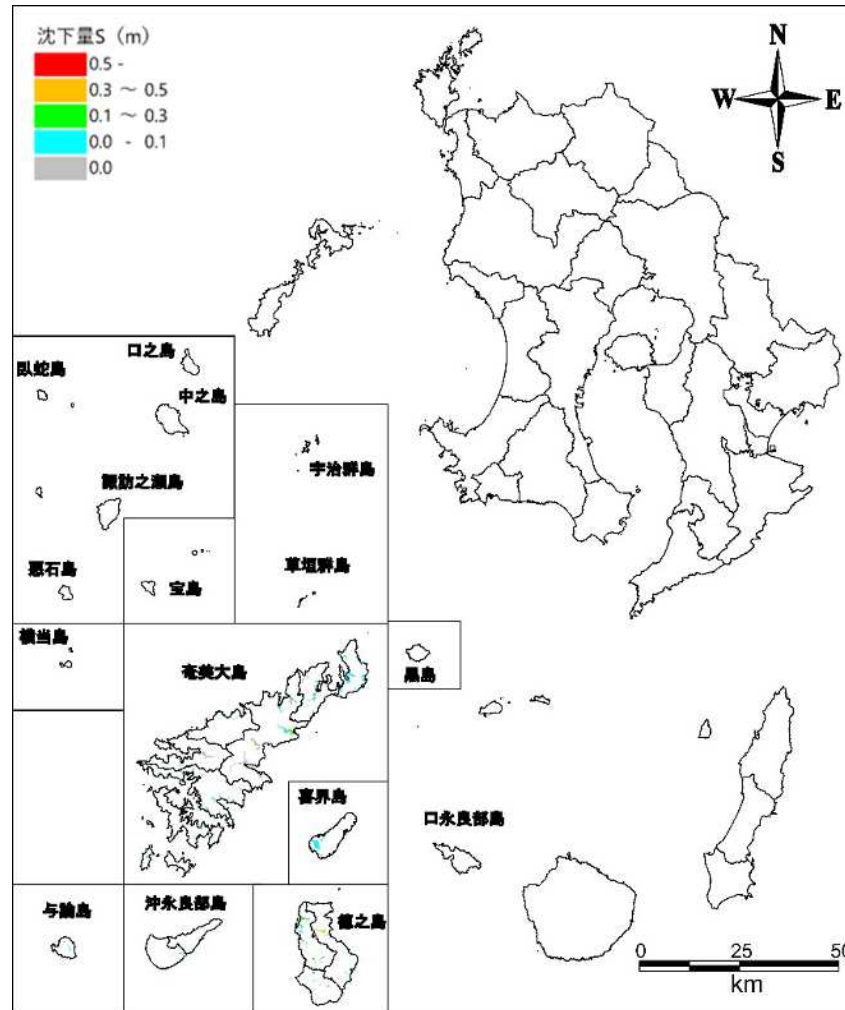 沈下量S（m）
0.5 -
0.3 ～ 0.5
0.1 ～ 0.3
0.0 - 0.1
0.0
N
W
E
S
口之島
臥蛇島
中之島
宇治群島
諏訪之瀬島
悪石島
宝島
草垣群島
横当島
奄美大島
黒島
喜界島
口永良部島
与論島
沖永良部島
徳之島
0
25
50
km